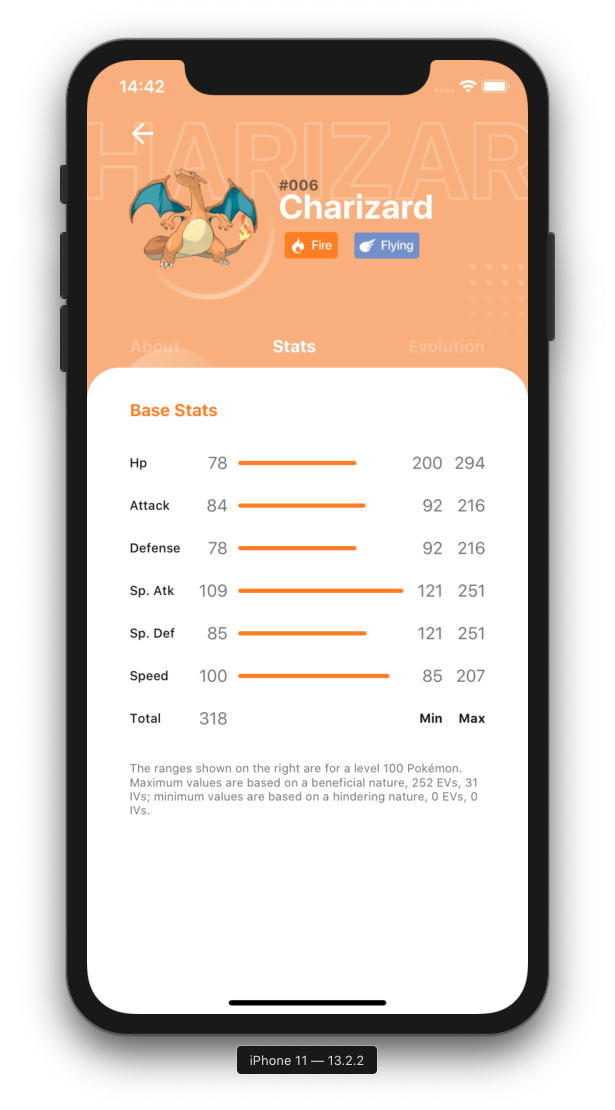 14:42
HARIZAR
#006
Charizard
Fire Flying
About Stats Evolution
Base Stats
Hp 78 200 294
Attack 84 92 216
Defense 78 92 216
Sp. Atk 109 121 251
Sp. Def 85 121 251
Speed 100 85 207
Total 318 Min Max
The ranges shown on the right are for a level 100 Pokémon.
Maximum values are based on a beneficial nature, 252 EVs, 31
IVs; minimum values are based on a hindering nature, 0 EVs, 0
IVs.
iPhone 11 — 13.2.2